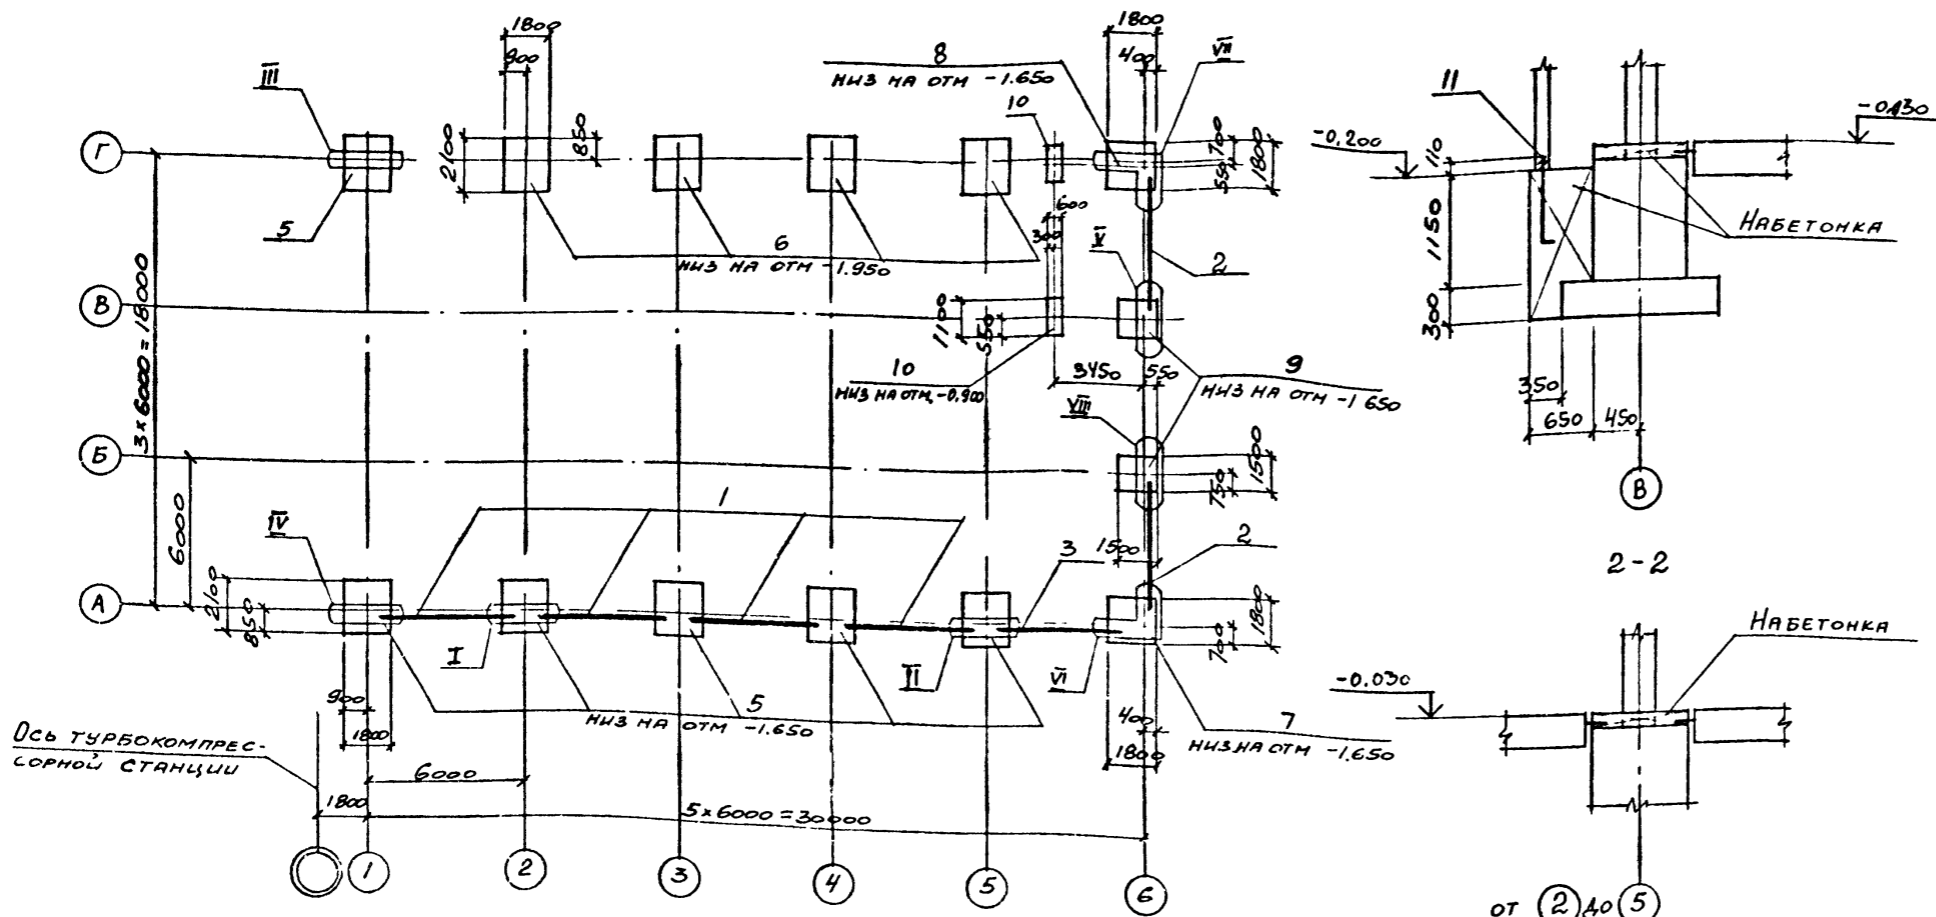 1800
900
III
Г
2100
850
5
6
НИЗ НА ОТМ -1.950
8
НИЗ НА ОТМ -1.650
10
1800
400
VII
700
550
1800
600
300
V
2
В
1100
550
10
НИЗ НА ОТМ. -0.900
3450
550
9
НИЗ НА ОТМ -1.650
VIII
3×6000=18000
Б
6000
1
1500
750
1500
IV
3
2
А
2100
850
I
II
VI
1800
700
900
1800
5
НИЗ НА ОТМ -1.650
400
1800
7
НИЗ НА ОТМ -1.650
ОСЬ ТУРБОКОМПРЕС-
СОРНОЙ СТАНЦИИ
6000
1800
5×6000=30000
1
2
3
4
5
6
11
-0.130
-0.200
110
1150
300
НАБЕТОНКА
350
650
450
В
2-2
НАБЕТОНКА
-0.030
ОТ 2 ДО 5